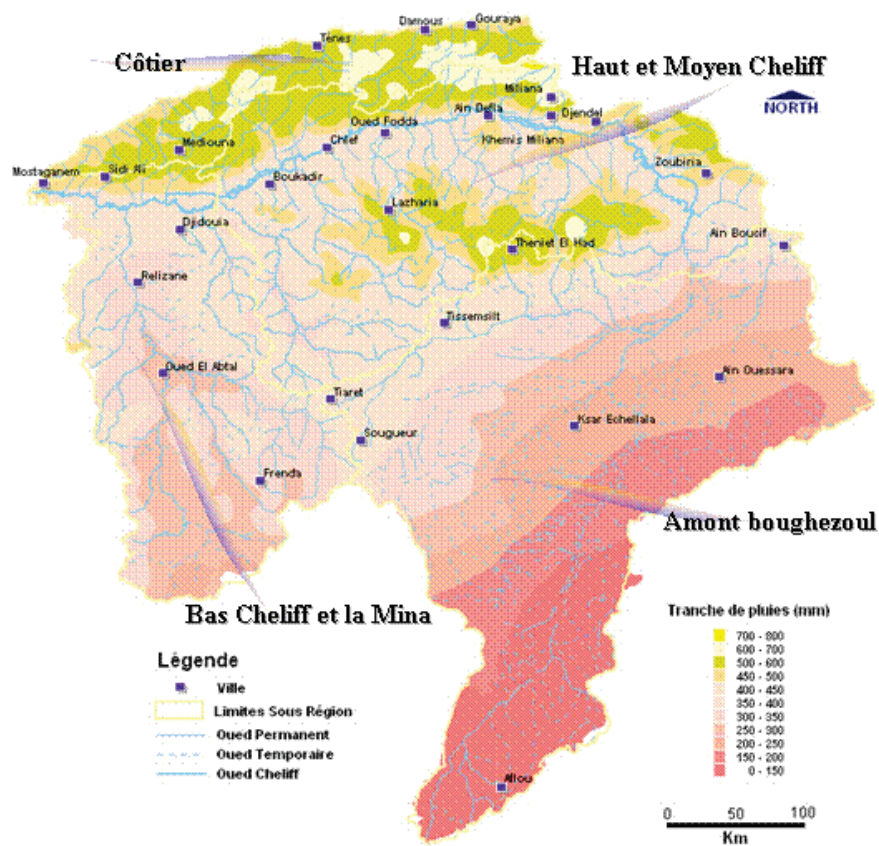 Damous
Gouraya
Ténes
Côtier
Haut et Moyen Cheliff
Miliana
NORTH
Ain Defla
Djendel
Oued Fodda
Chlef
Khemis Miliana
Mediouna
Zoubiria
Mostaganem
Sidi Ali
Boukadir
Lazharia
Djidouia
Theniet El Had
Ain Boucif
Relizane
Tissemsilt
Oued El Abtal
Ain Ouessara
Tiaret
Ksar Echellala
Sougueur
Frenda
Amont boughezoul
Bas Cheliff et la Mina
Tranche de pluies (mm)
700 - 800
600 - 700
500 - 600
450 - 500
400 - 450
350 - 400
300 - 350
250 - 300
200 - 250
150 - 200
0 - 150
Légende
Ville
Limites Sous Région
Oued Permanent
Oued Temporaire
Oued Cheliff
Aflou
0 50 100
Km